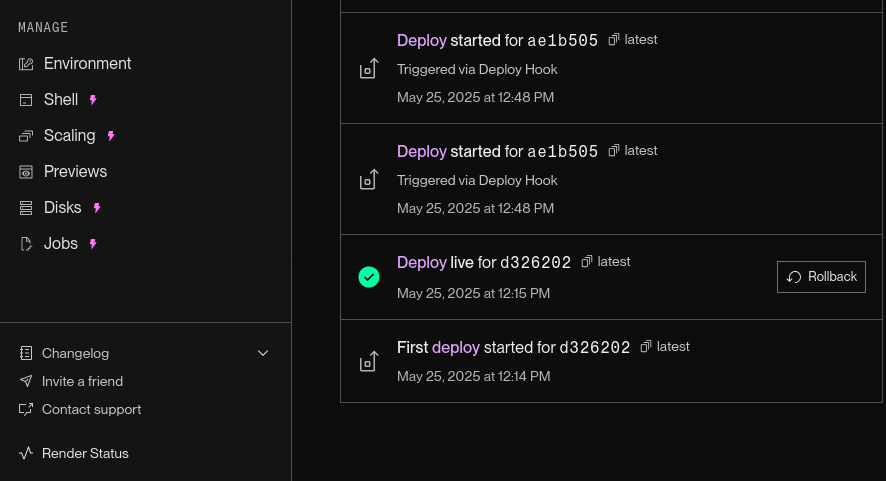 MANAGE
Environment
Shell
Scaling
Previews
Disks
Jobs
Changelog
Invite a friend
Contact support
Render Status
Deploy started for ae1b505 latest
Triggered via Deploy Hook
May 25, 2025 at 12:48 PM
Deploy started for ae1b505 latest
Triggered via Deploy Hook
May 25, 2025 at 12:48 PM
Deploy live for d326202 latest
May 25, 2025 at 12:15 PM
Rollback
First deploy started for d326202 latest
May 25, 2025 at 12:14 PM